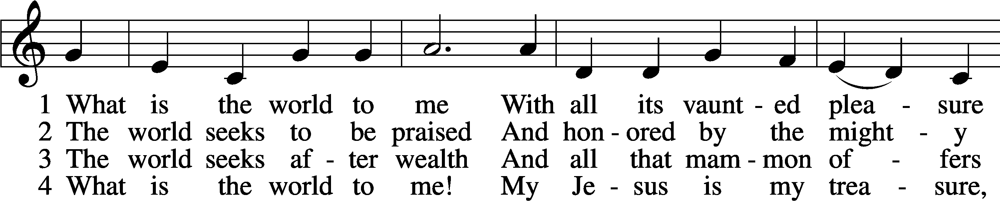 1 What is the world to me With all its vaunt - ed plea - sure
2 The world seeks to be praised And hon - ored by the might - y
3 The world seeks af - ter wealth And all that mam - mon of - fers
4 What is the world to me! My Je - sus is my trea - sure,